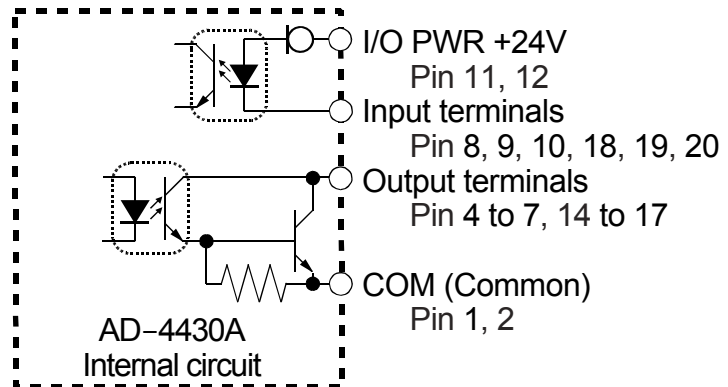 I/O PWR +24V
Pin 11, 12
Input terminals
Pin 8, 9, 10, 18, 19, 20
Output terminals
Pin 4 to 7, 14 to 17
COM (Common)
Pin 1, 2
AD−4430A
Internal circuit